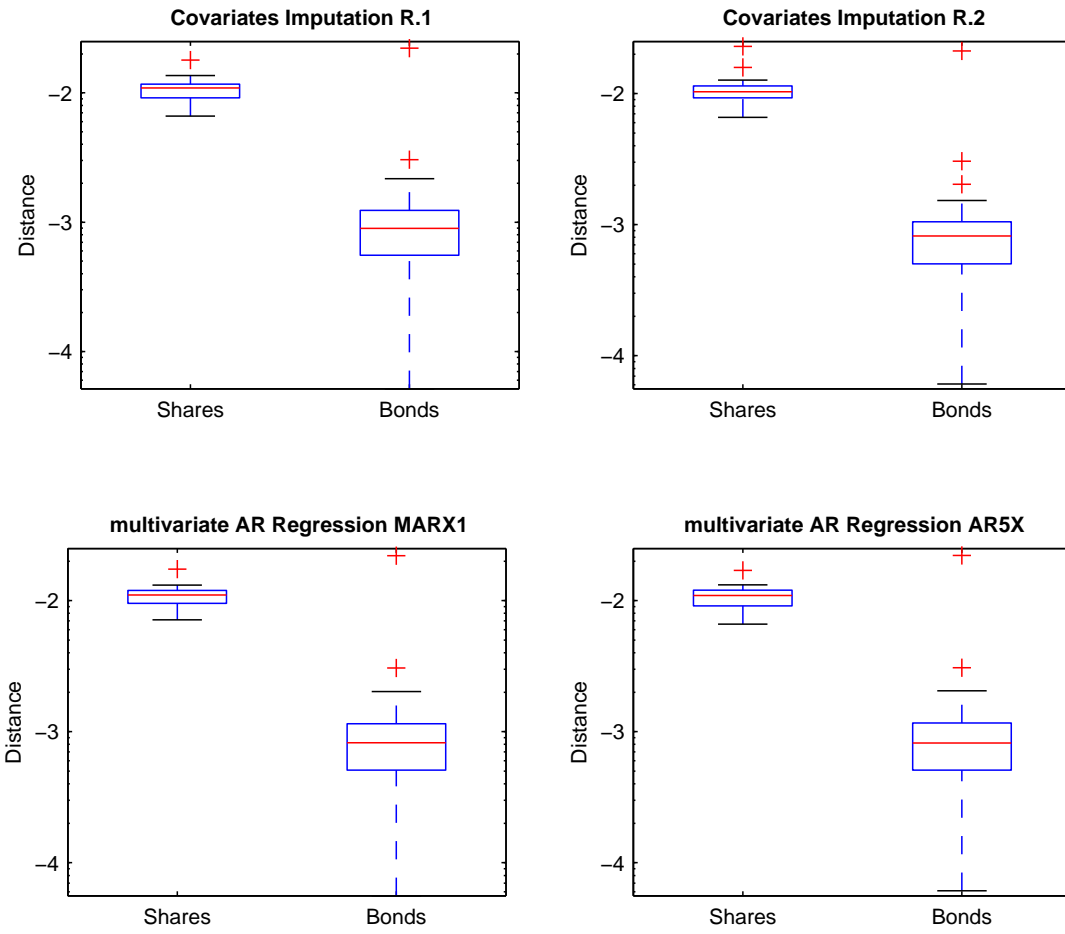 Covariates Imputation R.1
−2
−3
−4
Distance
Shares
Bonds
Covariates Imputation R.2
−2
−3
−4
Distance
Shares
Bonds
multivariate AR Regression MARX1
−2
−3
−4
Distance
Shares
Bonds
multivariate AR Regression AR5X
−2
−3
−4
Distance
Shares
Bonds